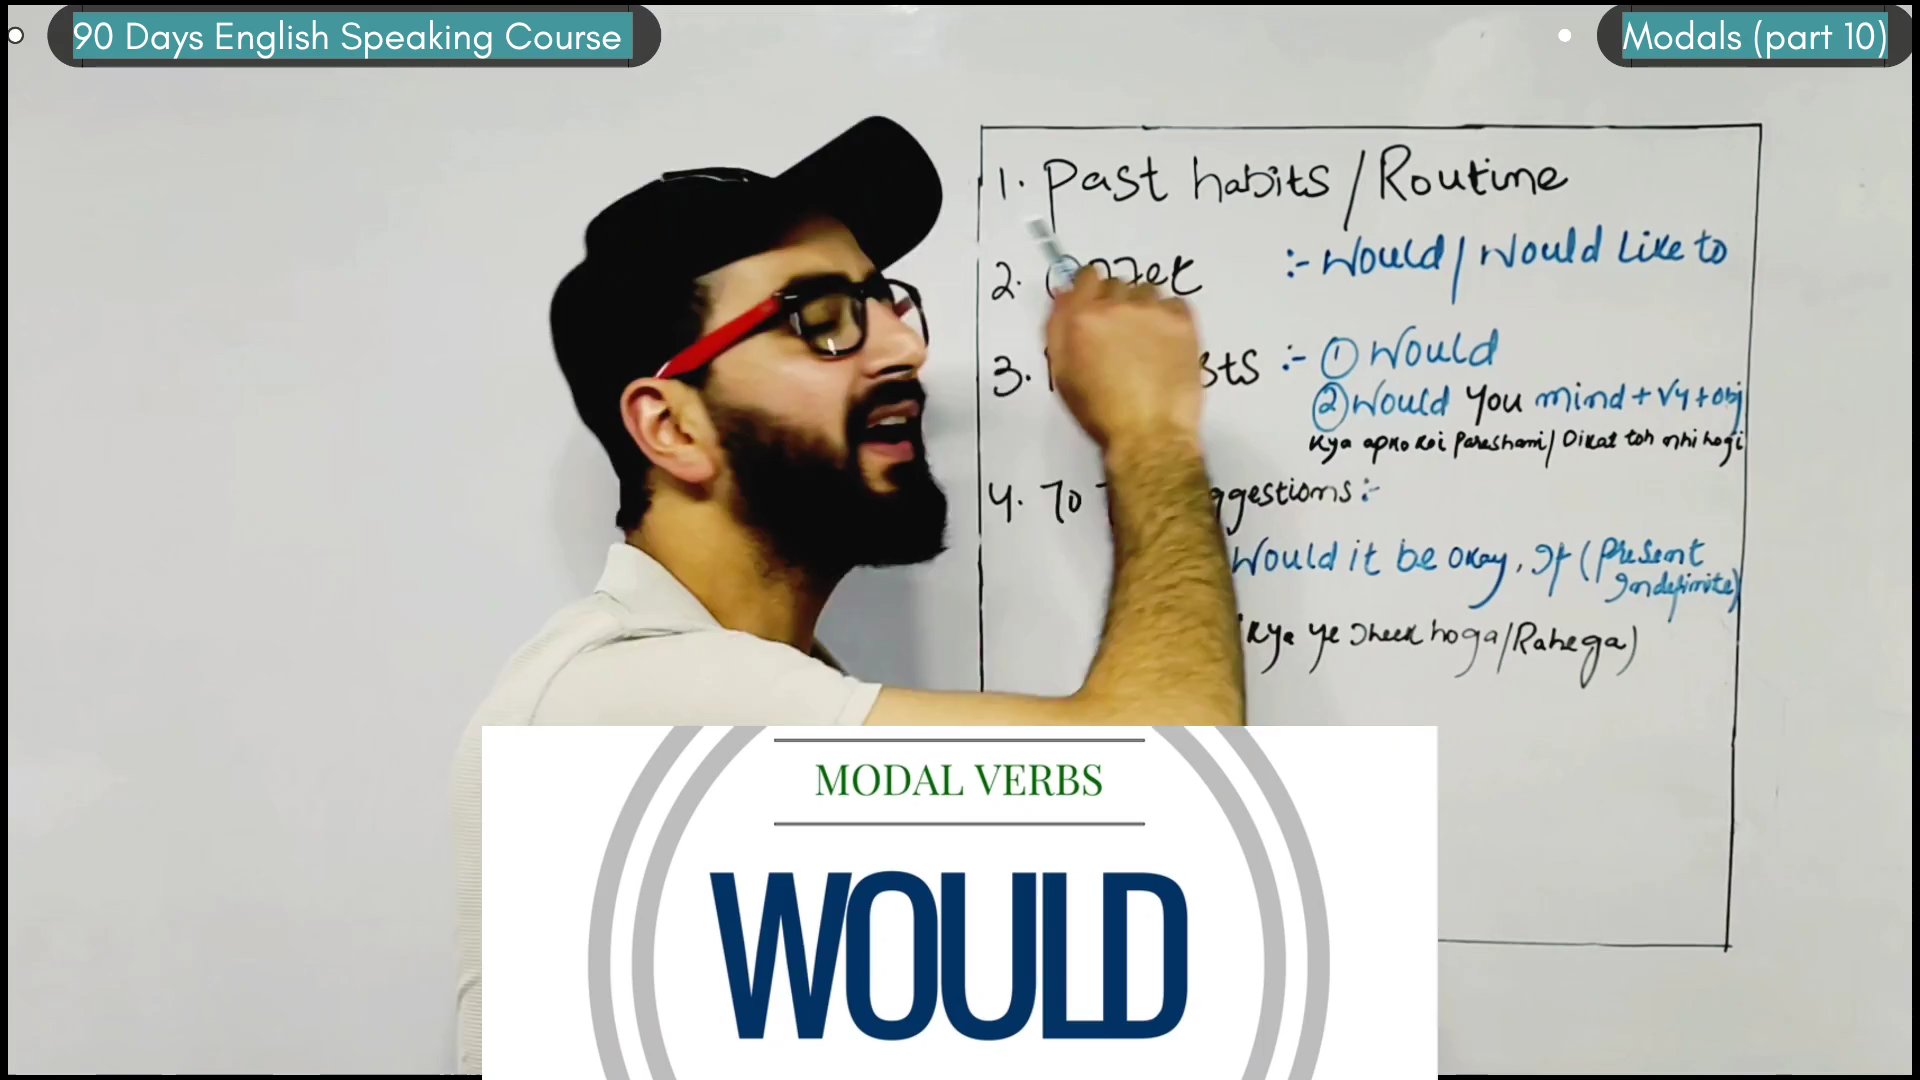 90 Days English Speaking Course
Modals (part 10)
1. Past habits / Routine
2. Offer :- Would / Would Like to
3. sts :- ① Would
② Would You mind + V4 + obj
Kya apko koi Pareshani / Dikat toh nhi hogi
4. To ggestions :-
Would it be okay, If (Present
Indefinite)
Kya ye theek hoga / Rahega)
MODAL VERBS
WOULD